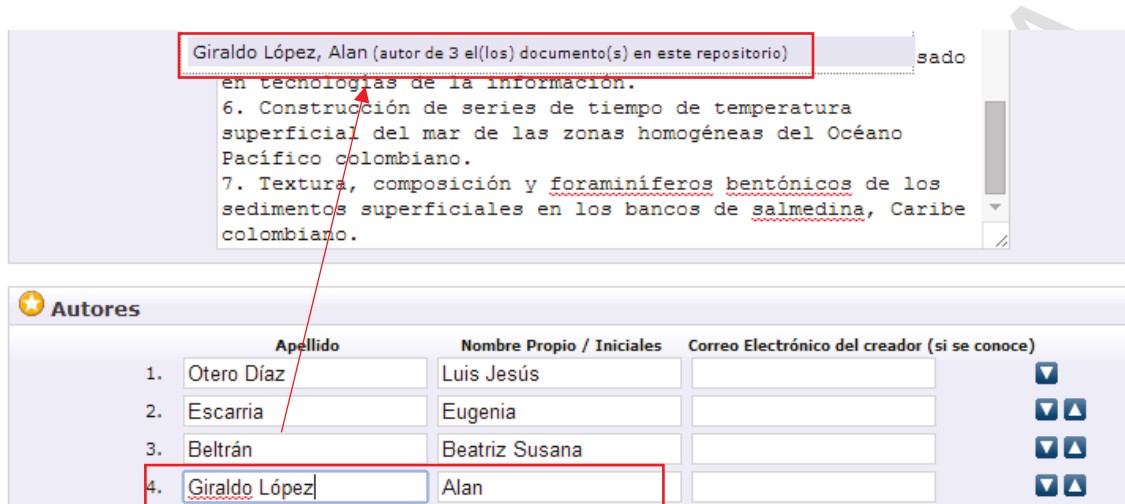 Giraldo López, Alan (autor de 3 el(los) documento(s) en este repositorio)
sado
en tecnologías de la información.
6. Construcción de series de tiempo de temperatura
superficial del mar de las zonas homogéneas del Océano
Pacífico colombiano.
7. Textura, composición y foraminíferos bentónicos de los
sedimentos superficiales en los bancos de salmedina, Caribe
colombiano.
Autores
Apellido Nombre Propio / Iniciales Correo Electrónico del creador (si se conoce)
1. Otero Díaz Luis Jesús
2. Escarria Eugenia
3. Beltrán Beatriz Susana
4. Giraldo López Alan